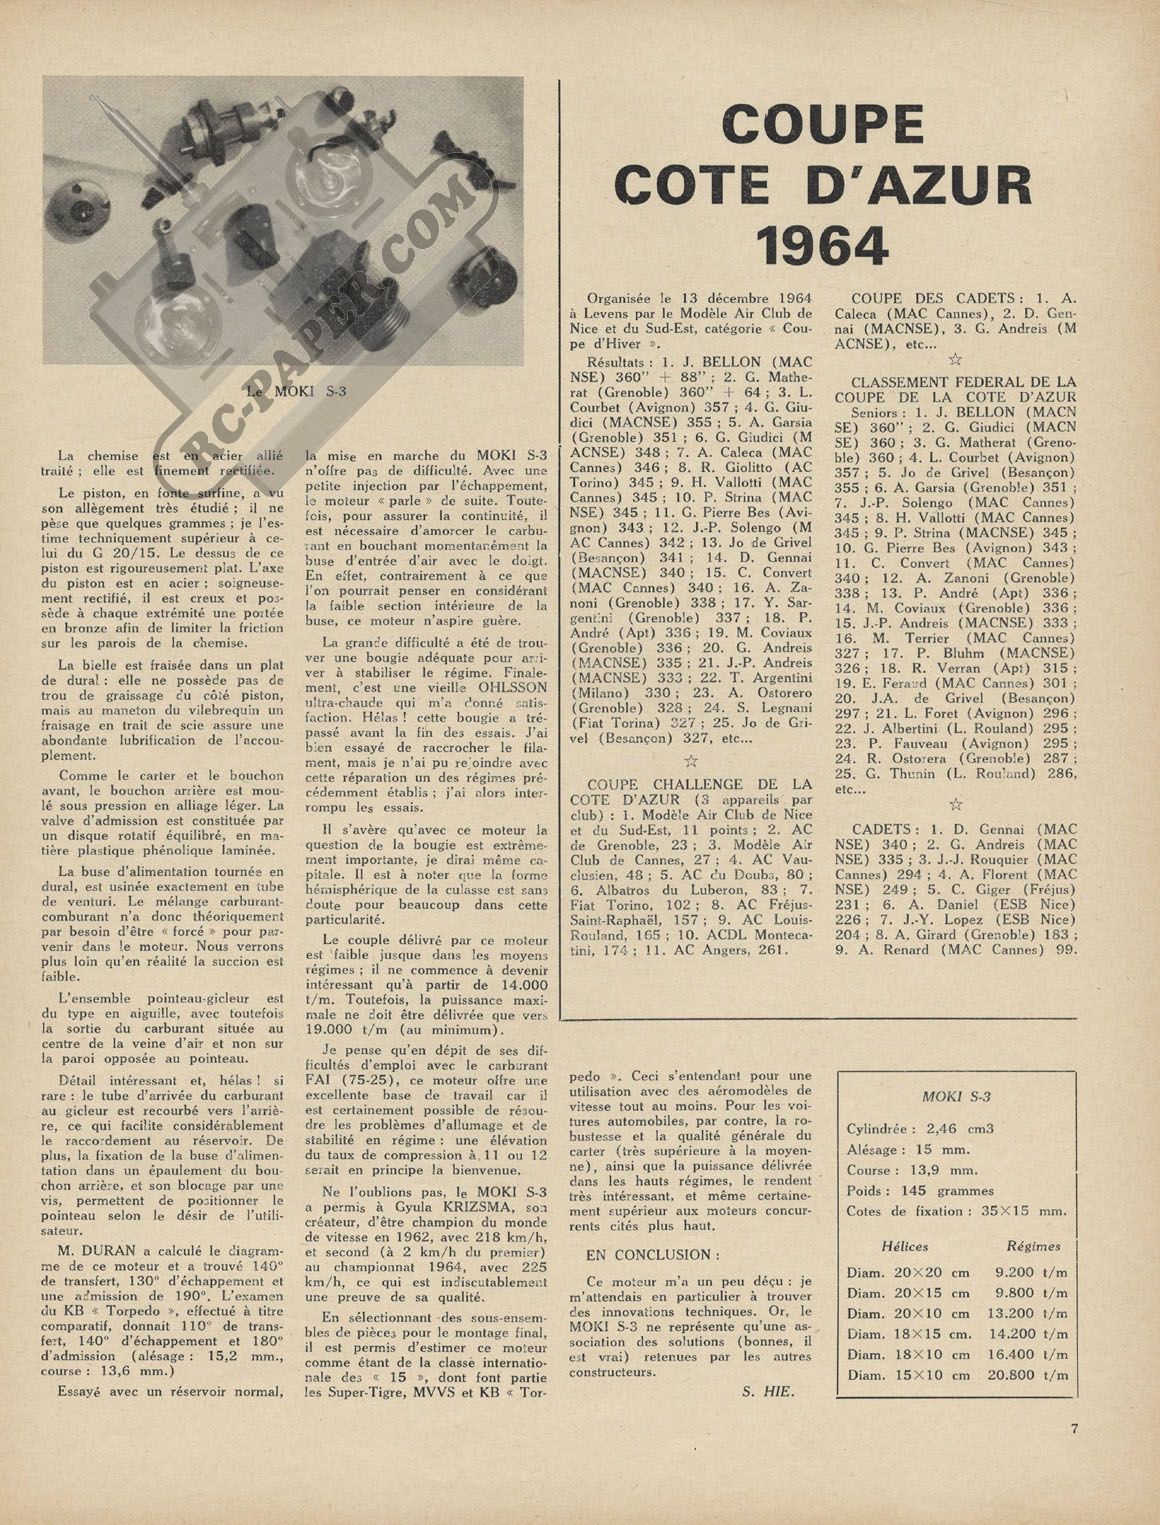 Le MOKI S-3
RC-PAPER.COM
La chemise est en acier allié
traité ; elle est finement rectifiée.
Le piston, en fonte surfine, a vu
son allègement très étudié ; il ne
pèse que quelques grammes ; je l'es-
time techniquement supérieur à ce-
lui du G 20/15. Le dessus de ce
piston est rigoureusement plat. L'axe
du piston est en acier ; soigneuse-
ment rectifié, il est creux et pos-
sède à chaque extrémité une portée
en bronze afin de limiter la friction
sur les parois de la chemise.
La bielle est fraisée dans un plat
de dural : elle ne possède pas de
trou de graissage du côté piston,
mais au maneton du vilebrequin un
fraisage en trait de scie assure une
abondante lubrification de l'accou-
plement.
Comme le carter et le bouchon
avant, le bouchon arrière est mou-
lé sous pression en alliage léger. La
valve d'admission est constituée par
un disque rotatif équilibré, en ma-
tière plastique phénolique laminée.
La buse d'alimentation tournée en
dural, est usinée exactement en tube
de venturi. Le mélange carburant-
comburant n'a donc théoriquement
par besoin d'être « forcé » pour par-
venir dans le moteur. Nous verrons
plus loin qu'en réalité la succion est
faible.
L'ensemble pointeau-gicleur est
du type en aiguille, avec toutefois
la sortie du carburant située au
centre de la veine d'air et non sur
la paroi opposée au pointeau.
Détail intéressant et, hélas ! si
rare : le tube d'arrivée du carburant
au gicleur est recourbé vers l'arriè-
re, ce qui facilite considérablement
le raccordement au réservoir. De
plus, la fixation de la buse d'alimen-
tation dans un épaulement du bou-
chon arrière, et son blocage par une
vis, permettent de positionner le
pointeau selon le désir de l'utili-
sateur.
M. DURAN a calculé le diagram-
me de ce moteur et a trouvé 140°
de transfert, 130° d'échappement et
une admission de 190°. L'examen
du KB « Torpedo », effectué à titre
comparatif, donnait 110° de trans-
fert, 140° d'échappement et 180°
d'admission (alésage : 15,2 mm.,
course : 13,6 mm.)
Essayé avec un réservoir normal,
la mise en marche du MOKI S-3
n'offre pas de difficulté. Avec une
petite injection par l'échappement,
le moteur « parle » de suite. Toute-
fois, pour assurer la continuité, il
est nécessaire d'amorcer le carbu-
rant en bouchant momentanément la
buse d'entrée d'air avec le doigt.
En effet, contrairement à ce que
l'on pourrait penser en considérant
la faible section intérieure de la
buse, ce moteur n'aspire guère.
La grande difficulté a été de trou-
ver une bougie adéquate pour arri-
ver à stabiliser le régime. Finale-
ment, c'est une vieille OHLSSON
ultra-chaude qui m'a donné satis-
faction. Hélas ! cette bougie a tré-
passé avant la fin des essais. J'ai
bien essayé de raccrocher le fila-
ment, mais je n'ai pu rejoindre avec
cette réparation un des régimes pré-
cédemment établis ; j'ai alors inter-
rompu les essais.
Il s'avère qu'avec ce moteur la
question de la bougie est extrême-
ment importante, je dirai même ca-
pitale. Il est à noter que la forme
hémisphérique de la culasse est sans
doute pour beaucoup dans cette
particularité.
Le couple délivré par ce moteur
est faible jusque dans les moyens
régimes ; il ne commence à devenir
intéressant qu'à partir de 14.000
t/m. Toutefois, la puissance maxi-
male ne doit être délivrée que vers
19.000 t/m (au minimum).
Je pense qu'en dépit de ses dif-
ficultés d'emploi avec le carburant
FAI (75-25), ce moteur offre une
excellente base de travail car il
est certainement possible de résou-
dre les problèmes d'allumage et de
stabilité en régime : une élévation
du taux de compression à 11 ou 12
serait en principe la bienvenue.
Ne l'oublions pas, le MOKI S-3
a permis à Gyula KRIZSMA, son
créateur, d'être champion du monde
de vitesse en 1962, avec 218 km/h,
et second (à 2 km/h du premier)
au championnat 1964, avec 225
km/h, ce qui est indiscutablement
une preuve de sa qualité.
En sélectionnant des sous-ensem-
bles de pièces pour le montage final,
il est permis d'estimer ce moteur
comme étant de la classe internatio-
nale des « 15 », dont font partie
les Super-Tigre, MVVS et KB « Tor-
pedo ». Ceci s'entendant pour une
utilisation avec des aéromodèles de
vitesse tout au moins. Pour les voi-
tures automobiles, par contre, la ro-
bustesse et la qualité générale du
carter (très supérieure à la moyen-
ne), ainsi que la puissance délivrée
dans les hauts régimes, le rendent
très intéressant, et même certaine-
ment supérieur aux moteurs concur-
rents cités plus haut.
EN CONCLUSION :
Ce moteur m'a un peu déçu : je
m'attendais en particulier à trouver
des innovations techniques. Or, le
MOKI S-3 ne représente qu'une as-
sociation des solutions (bonnes, il
est vrai) retenues par les autres
constructeurs.
S. HIE.
MOKI S-3
Cylindrée : 2,46 cm3
Alésage : 15 mm.
Course : 13,9 mm.
Poids : 145 grammes
Cotes de fixation : 35×15 mm.
Hélices Régimes
Diam. 20×20 cm 9.200 t/m
Diam. 20×15 cm 9.800 t/m
Diam. 20×10 cm 13.200 t/m
Diam. 18×15 cm. 14.200 t/m
Diam. 18×10 cm 16.400 t/m
Diam. 15×10 cm 20.800 t/m
COUPE
COTE D'AZUR
1964
Organisée le 13 décembre 1964
à Levens par le Modèle Air Club de
Nice et du Sud-Est, catégorie « Cou-
pe d'Hiver ».
Résultats : 1. J. BELLON (MAC
NSE) 360'' + 88'' ; 2. G. Mathe-
rat (Grenoble) 360'' + 64 ; 3. L.
Courbet (Avignon) 357 ; 4. G. Giu-
dici (MACNSE) 355 ; 5. A. Garsia
(Grenoble) 351 ; 6. G. Giudici (M
ACNSE) 348 ; 7. A. Caleca (MAC
Cannes) 346 ; 8. R. Giolitto (AC
Torino) 345 ; 9. H. Vallotti (MAC
Cannes) 345 ; 10. P. Strina (MAC
NSE) 345 ; 11. G. Pierre Bes (Avi-
gnon) 343 ; 12. J.-P. Solengo (M
AC Cannes) 342 ; 13. Jo de Grivel
(Besançon) 341 ; 14. D. Gennai
(MACNSE) 340 ; 15. C. Convert
(MAC Cannes) 340 ; 16. A. Za-
noni (Grenoble) 338 ; 17. Y. Sar-
gentini (Grenoble) 337 ; 18. P.
André (Apt) 336 ; 19. M. Coviaux
(Grenoble) 336 ; 20. G. Andreis
(MACNSE) 335 ; 21. J.-P. Andreis
(MACNSE) 333 ; 22. T. Argentini
(Milano) 330 ; 23. A. Ostorero
(Grenoble) 328 ; 24. S. Legnani
(Fiat Torina) 327 ; 25. Jo de Gri-
vel (Besançon) 327, etc...
COUPE CHALLENGE DE LA
COTE D'AZUR (3 appareils par
club) : 1. Modèle Air Club de Nice
et du Sud-Est, 11 points ; 2. AC
de Grenoble, 23 ; 3. Modèle Air
Club de Cannes, 27 ; 4. AC Vau-
clusien, 48 ; 5. AC du Doubs, 80 ;
6. Albatros du Luberon, 83 ; 7.
Fiat Torino, 102 ; 8. AC Fréjus-
Saint-Raphaël, 157 ; 9. AC Louis-
Rouland, 165 ; 10. ACDL Monteca-
tini, 174 ; 11. AC Angers, 261.
COUPE DES CADETS : 1. A.
Caleca (MAC Cannes), 2. D. Gen-
nai (MACNSE), 3. G. Andreis (M
ACNSE), etc...
CLASSEMENT FEDERAL DE LA
COUPE DE LA COTE D'AZUR
Seniors : 1. J. BELLON (MACN
SE) 360'' ; 2. G. Giudici (MACN
SE) 360 ; 3. G. Matherat (Greno-
ble) 360 ; 4. L. Courbet (Avignon)
357 ; 5. Jo de Grivel (Besançon)
355 ; 6. A. Garsia (Grenoble) 351 ;
7. J.-P. Solengo (MAC Cannes)
345 ; 8. H. Vallotti (MAC Cannes)
345 ; 9. P. Strina (MACNSE) 345 ;
10. G. Pierre Bes (Avignon) 343 ;
11. C. Convert (MAC Cannes)
340 ; 12. A. Zanoni (Grenoble)
338 ; 13. P. André (Apt) 336 ;
14. M. Coviaux (Grenoble) 336 ;
15. J.-P. Andreis (MACNSE) 333 ;
16. M. Terrier (MAC Cannes)
327 ; 17. P. Bluhm (MACNSE)
326 ; 18. R. Verran (Apt) 315 ;
19. E. Feraud (MAC Cannes) 301 ;
20. J.A. de Grivel (Besançon)
297 ; 21. L. Foret (Avignon) 296 ;
22. J. Albertini (L. Rouland) 295 ;
23. P. Fauveau (Avignon) 295 ;
24. R. Ostorera (Grenoble) 287 ;
25. G. Thunin (L. Rouland) 286,
etc...
CADETS : 1. D. Gennai (MAC
NSE) 340 ; 2. G. Andreis (MAC
NSE) 335 ; 3. J.-J. Rouquier (MAC
Cannes) 294 ; 4. A. Florent (MAC
NSE) 249 ; 5. C. Giger (Fréjus)
231 ; 6. A. Daniel (ESB Nice)
226 ; 7. J.-Y. Lopez (ESB Nice)
204 ; 8. A. Girard (Grenoble) 183 ;
9. A. Renard (MAC Cannes) 99.
7